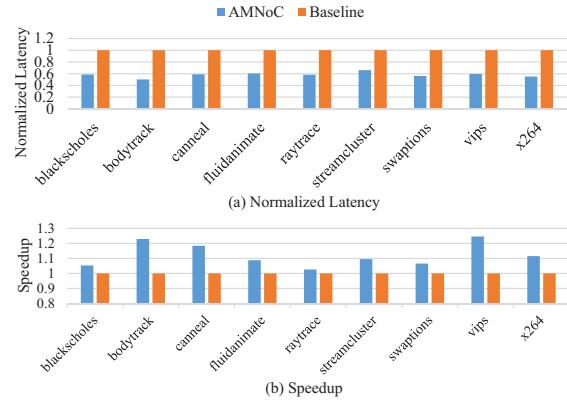 AMNoC Baseline
Normalized Latency
1.2
1
0.8
0.6
0.4
0.2
0
blackscholes
bodytrack
canneal
fluidanimate
raytrace
streamcluster
swaptions
vips
x264
(a) Normalized Latency
Speedup
1.3
1.2
1.1
1
0.9
0.8
blackscholes
bodytrack
canneal
fluidanimate
raytrace
streamcluster
swaptions
vips
x264
(b) Speedup